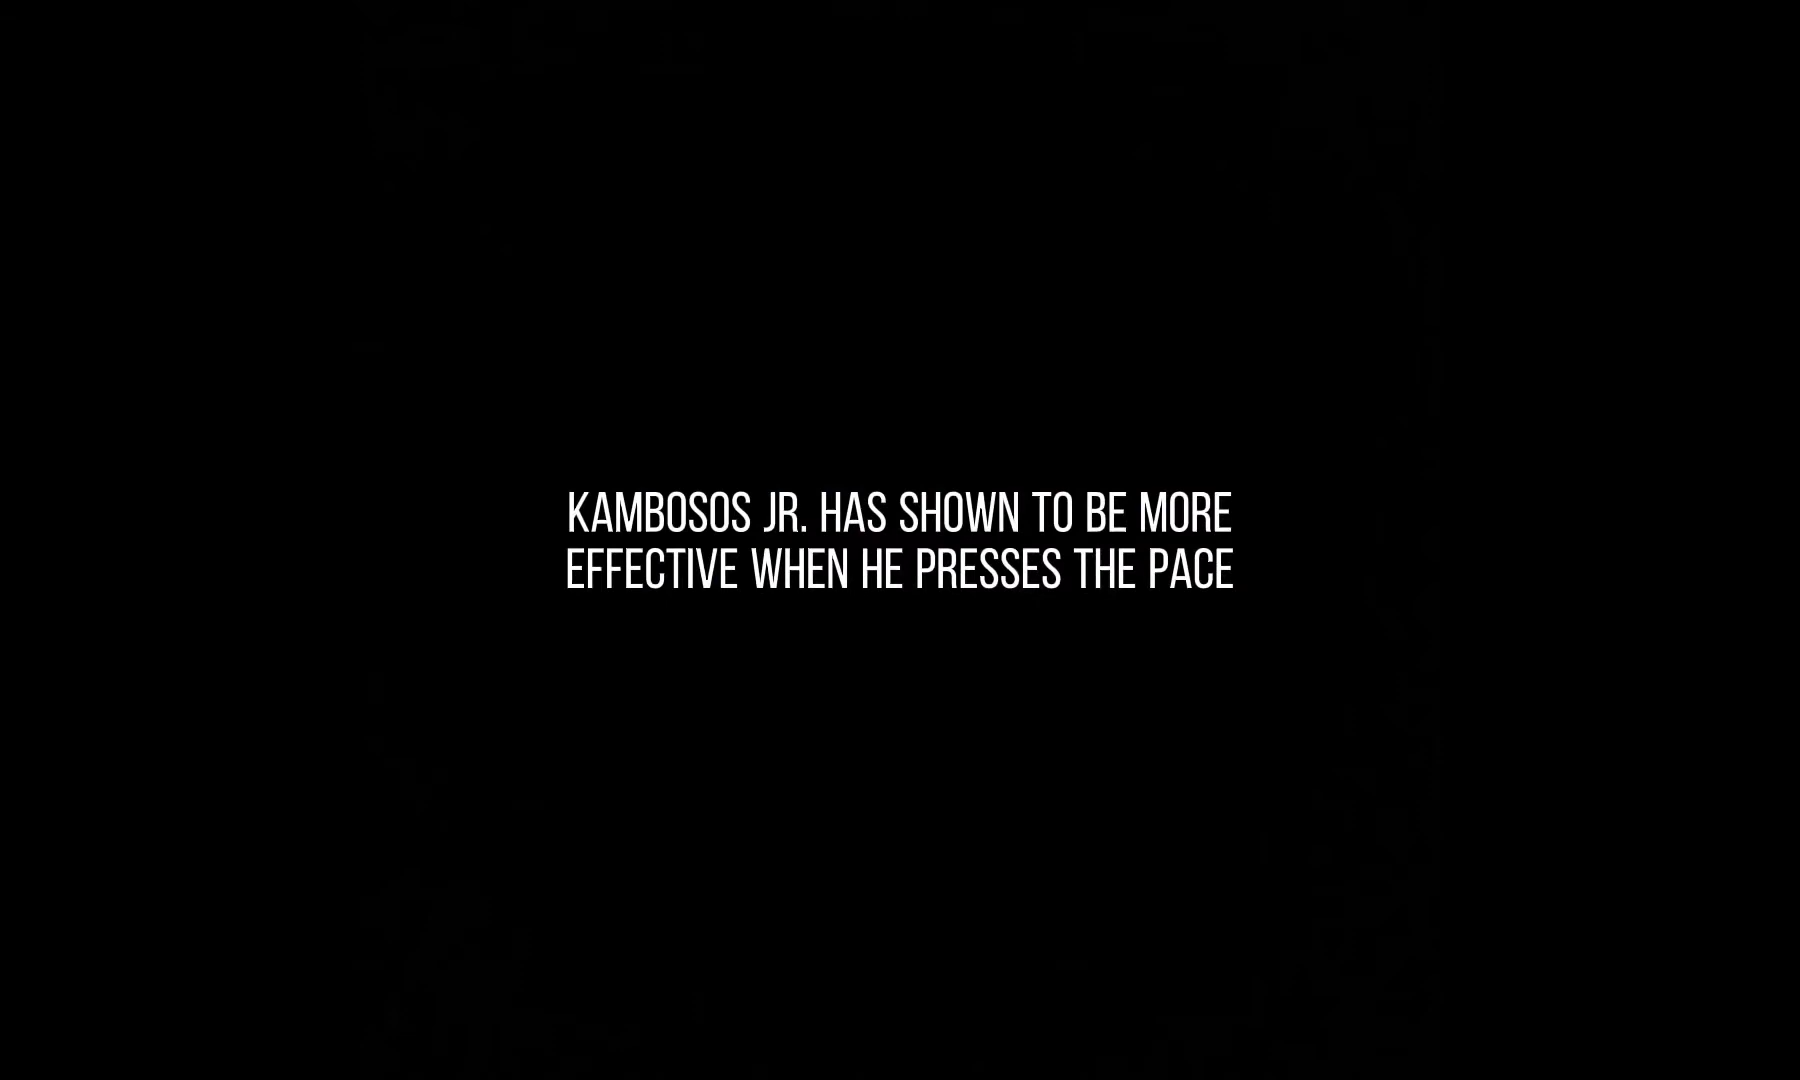 KAMBOSOS JR. HAS SHOWN TO BE MORE
EFFECTIVE WHEN HE PRESSES THE PACE